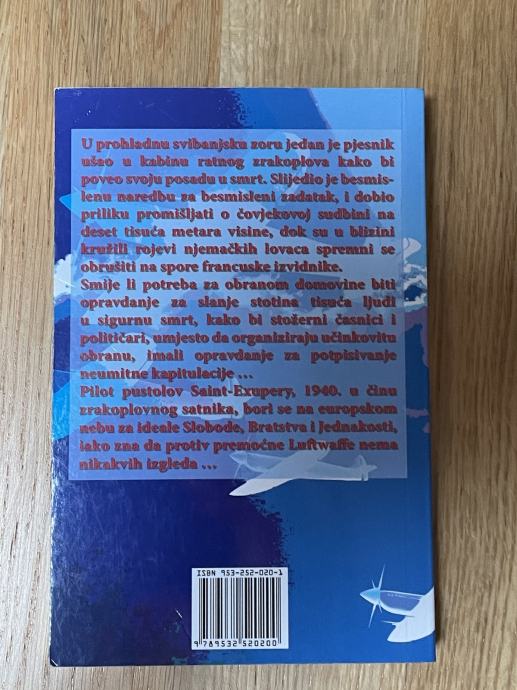 U prohladnu svibanjsku zoru jedan je pjesnik
ušao u kabinu ratnog zrakoplova kako bi
poveo svoju posadu u smrt. Slijedio je besmis-
lenu naredbu za besmisleni zadatak, i dobio
priliku promišljati o čovjekovoj sudbini na
deset tisuća metara visine, dok su u blizini
kružili rojevi njemačkih lovaca spremni se
obrušiti na spore francuske izvidnike.
Smije li potreba za obranom domovine biti
opravdanje za slanje stotina tisuća ljudi
u sigurnu smrt, kako bi stožerni časnici i
političari, umjesto da organiziraju učinkovitu
obranu, imali opravdanje za potpisivanje
neumitne kapitulacije ...
Pilot pustolov Saint-Exupery, 1940. u činu
zrakoplovnog satnika, bori se na europskom
nebu za ideale Slobode, Bratstva i Jednakosti,
iako zna da protiv premoćne Luftwaffe nema
nikakvih izgleda ...
ISBN 953-252-020-1
9 789532 520200